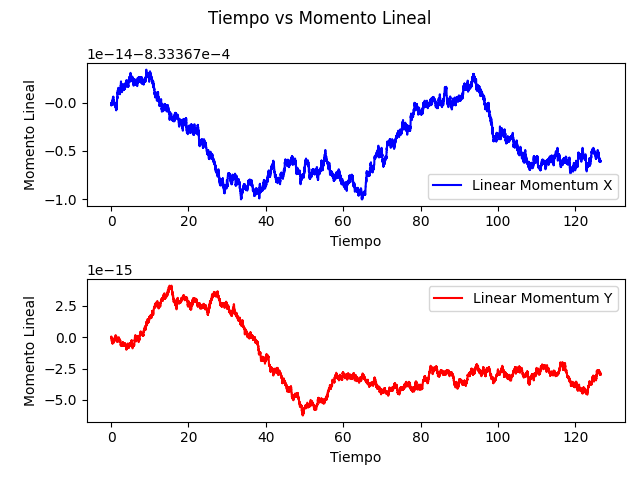 Tiempo vs Momento Lineal
1e−14−8.33367e−4
Momento Lineal
−0.0
−0.5
−1.0
Linear Momentum X
0 20 40 60 80 100 120
Tiempo
1e−15
Momento Lineal
2.5
0.0
−2.5
−5.0
Linear Momentum Y
0 20 40 60 80 100 120
Tiempo